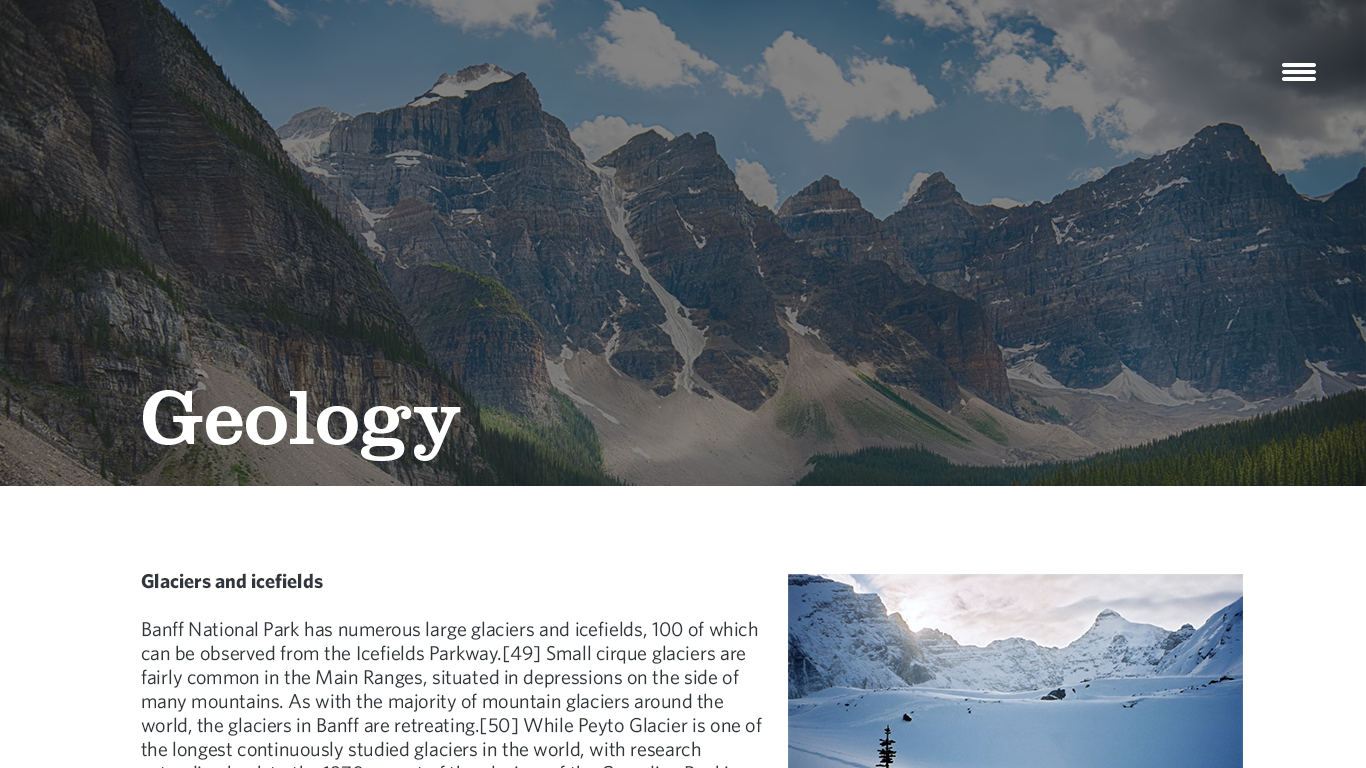 Geology
Glaciers and icefields
Banff National Park has numerous large glaciers and icefields, 100 of which
can be observed from the Icefields Parkway.[49] Small cirque glaciers are
fairly common in the Main Ranges, situated in depressions on the side of
many mountains. As with the majority of mountain glaciers around the
world, the glaciers in Banff are retreating.[50] While Peyto Glacier is one of
the longest continuously studied glaciers in the world, with research